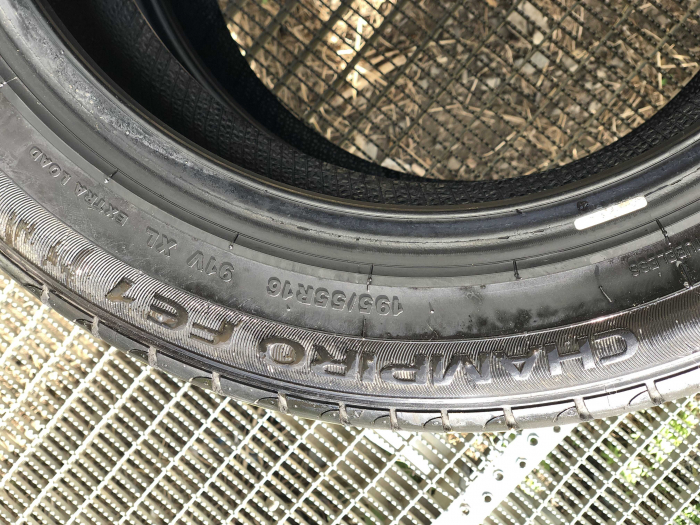 CHAMPIRO FE1
195/55R16 91V XL EXTRA LOAD